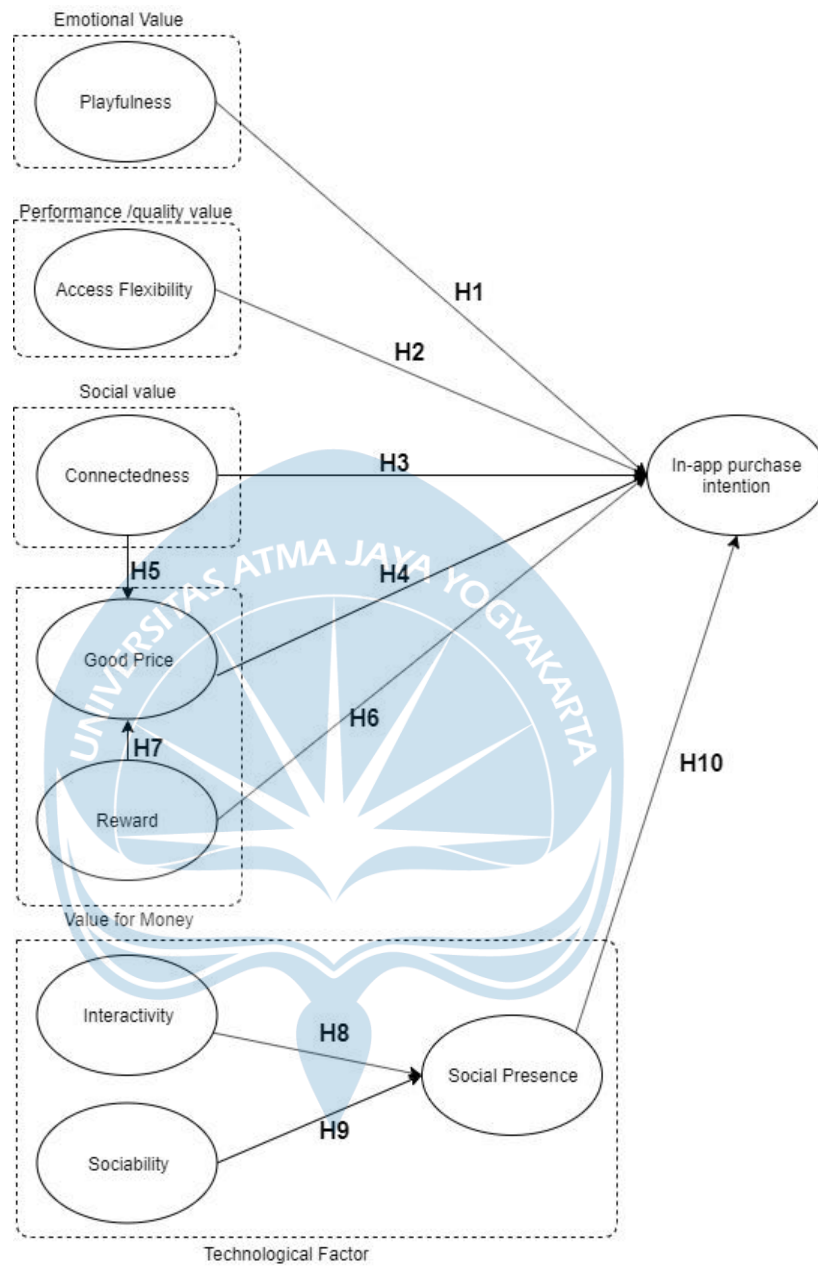 Emotional Value
Playfulness
Performance /quality value
Access Flexibility
H1
H2
Social value
Connectedness
H3
In-app purchase
intention
H5
H4
UNIVERSITAS ATMA JAYA YOGYAKARTA
Good Price
H7
H6
Reward
H10
Value for Money
Interactivity
H8
Social Presence
H9
Sociability
Technological Factor